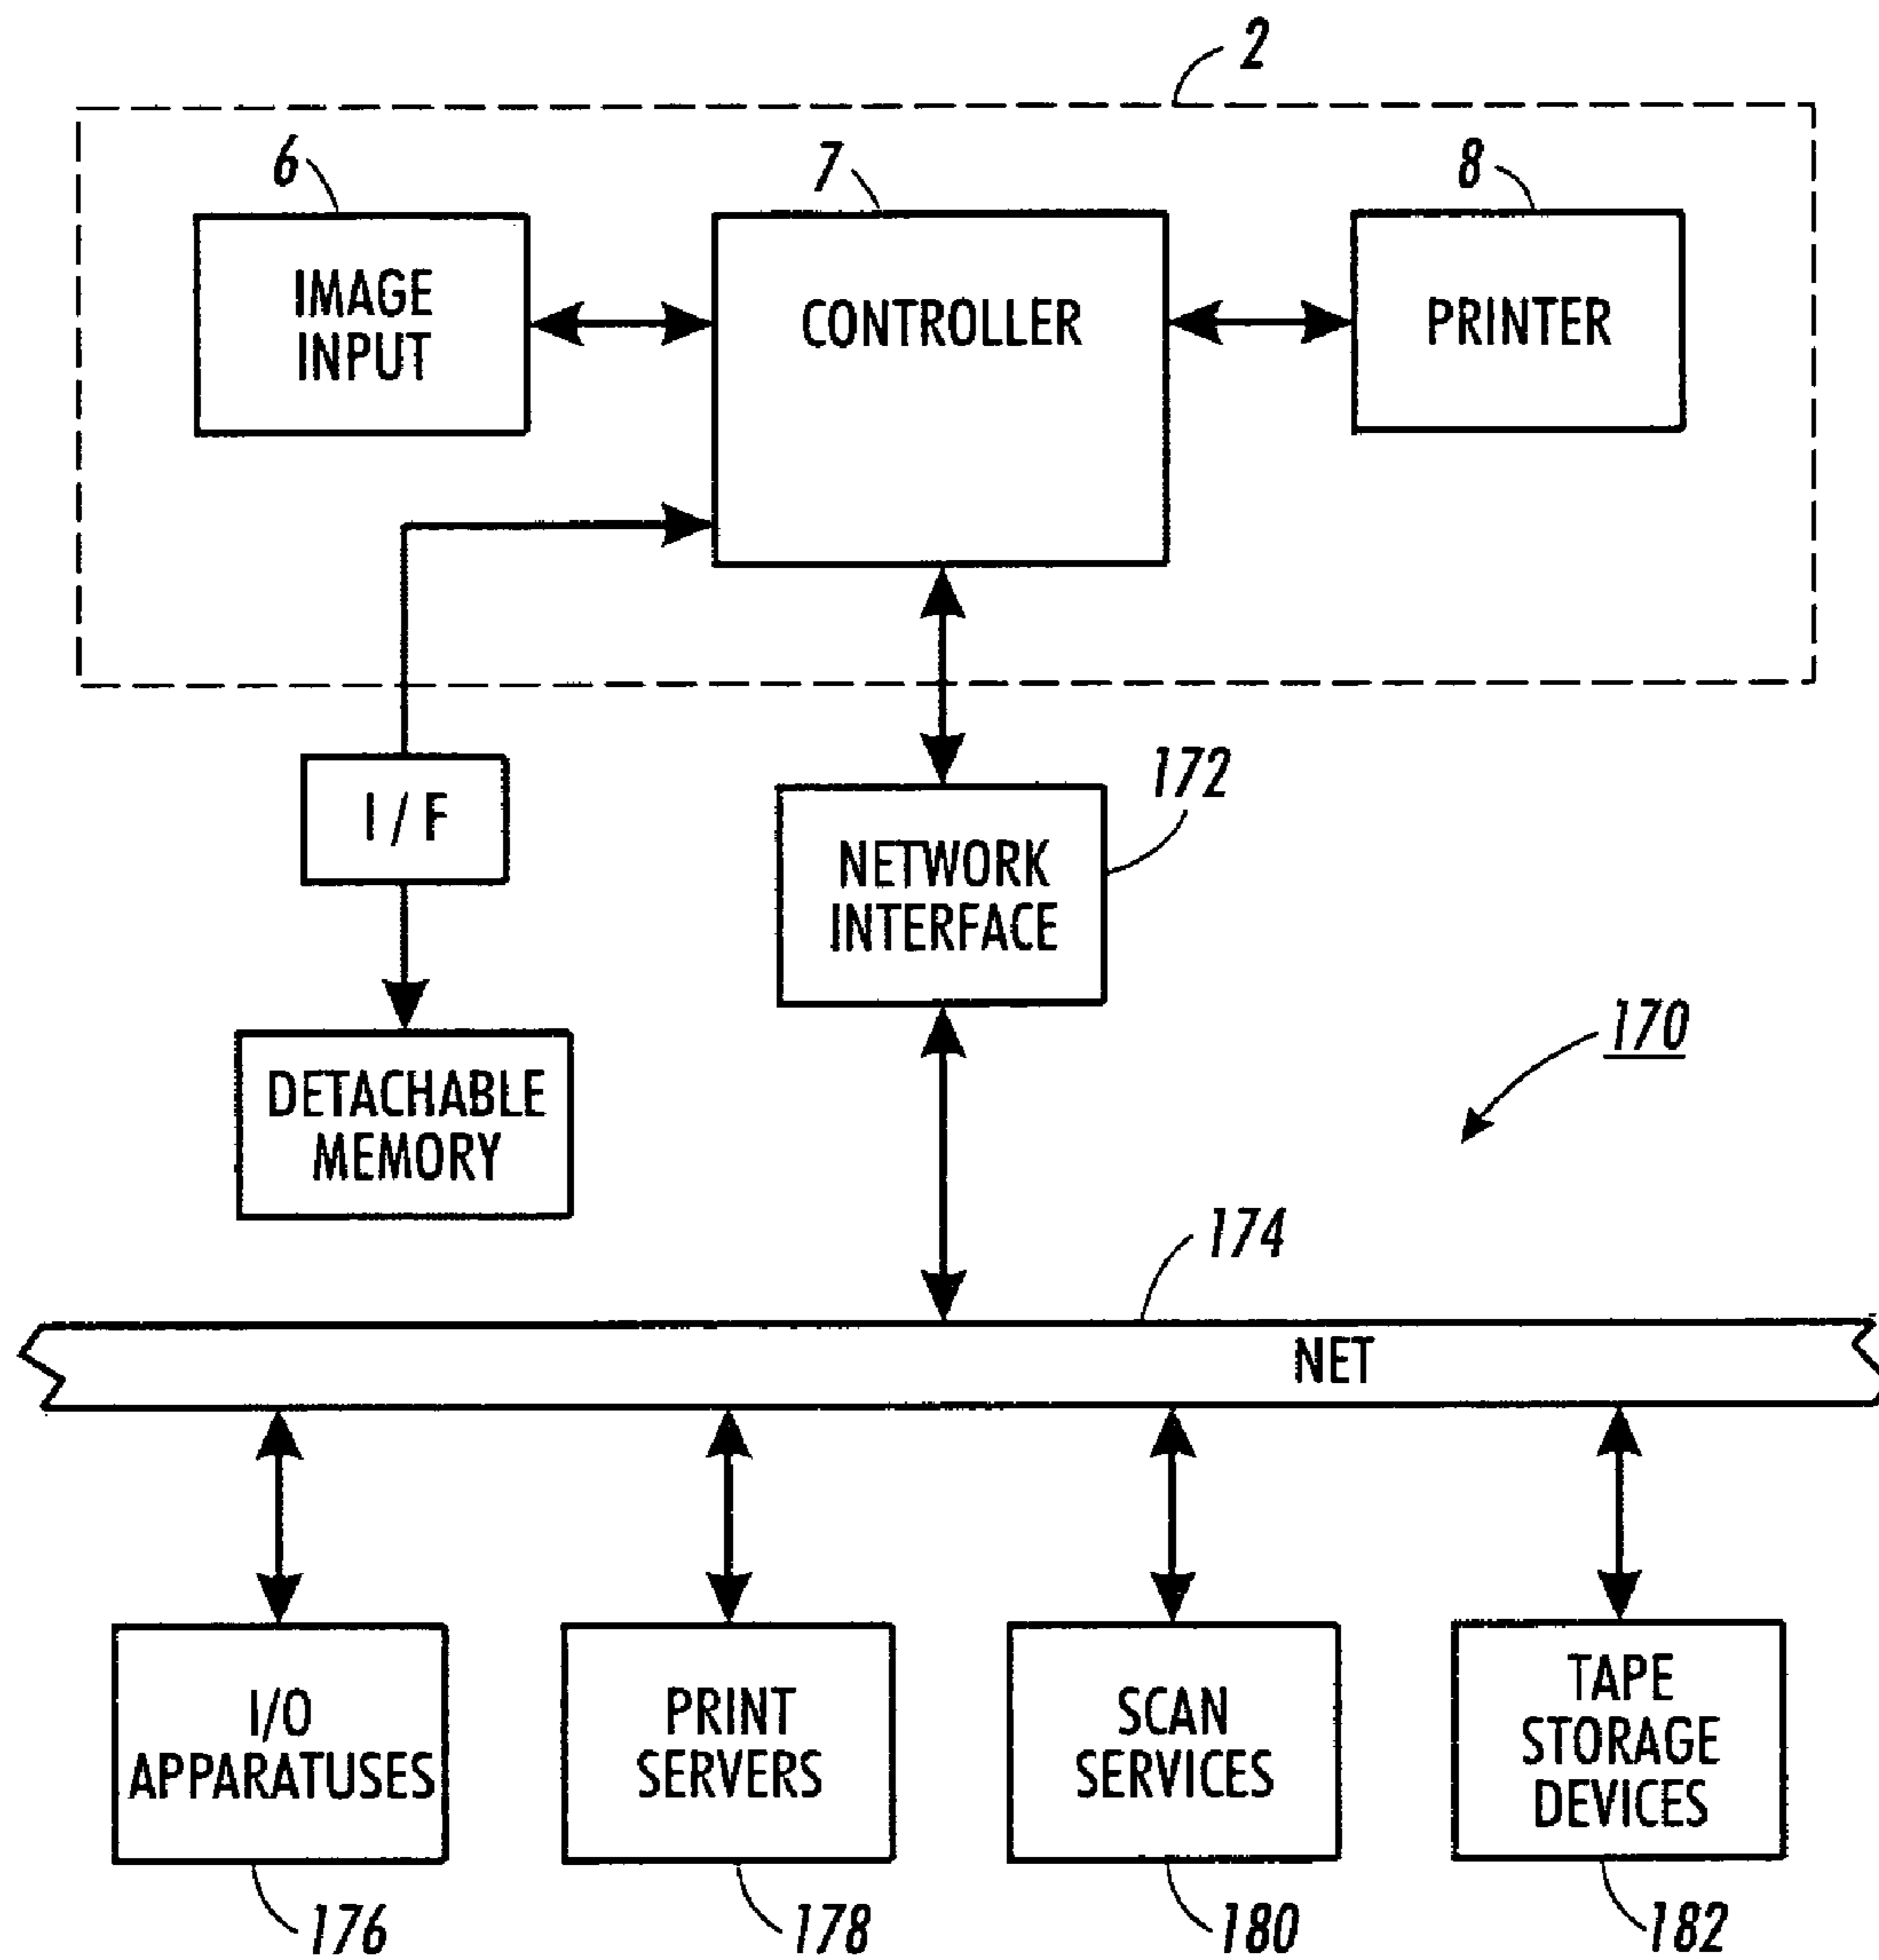 2
6
7
8
IMAGE
INPUT
CONTROLLER
PRINTER
I/F
172
NETWORK
INTERFACE
170
DETACHABLE
MEMORY
174
NET
I/O
APPARATUSES
PRINT
SERVERS
SCAN
SERVICES
TAPE
STORAGE
DEVICES
176
178
180
182